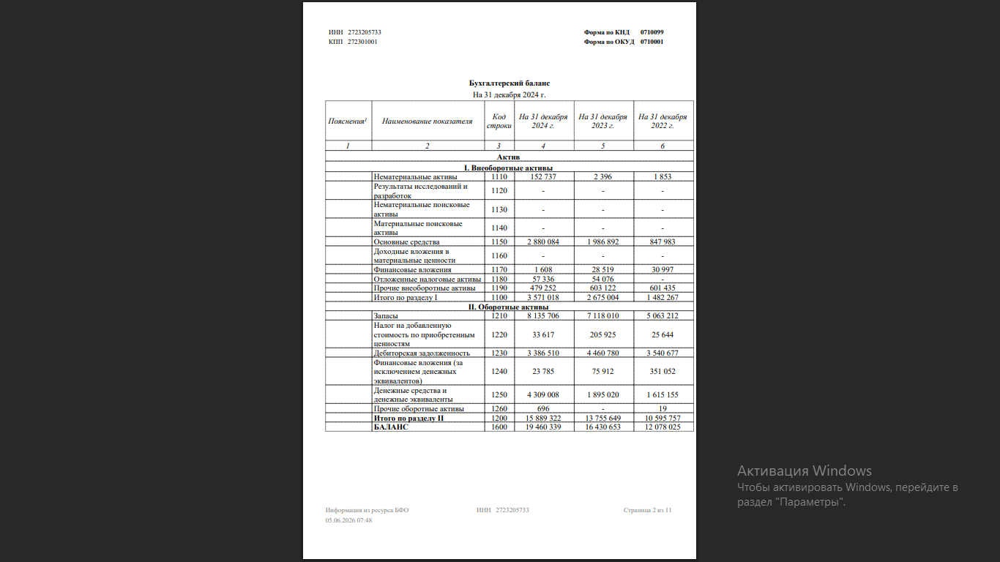 ИНН 2723205733 Форма по КНД 0710099
КПП 272301001 Форма по ОКУД 0710001
Бухгалтерский баланс
На 31 декабря 2024 г.
Пояснения¹ Наименование показателя Код строки На 31 декабря 2024 г. На 31 декабря 2023 г. На 31 декабря 2022 г.
1 2 3 4 5 6
Актив
I. Внеоборотные активы
Нематериальные активы 1110 152 737 2 396 1 853
Результаты исследований и
разработок 1120 - - -
Нематериальные поисковые
активы 1130 - - -
Материальные поисковые
активы 1140 - - -
Основные средства 1150 2 880 084 1 986 892 847 983
Доходные вложения в
материальные ценности 1160 - - -
Финансовые вложения 1170 1 608 28 519 30 997
Отложенные налоговые активы 1180 57 336 54 076 -
Прочие внеоборотные активы 1190 479 252 603 122 601 435
Итого по разделу I 1100 3 571 018 2 675 004 1 482 267
II. Оборотные активы
Запасы 1210 8 135 706 7 118 010 5 063 212
Налог на добавленную
стоимость по приобретенным
ценностям 1220 33 617 205 925 25 644
Дебиторская задолженность 1230 3 386 510 4 460 780 3 540 677
Финансовые вложения (за
исключением денежных
эквивалентов) 1240 23 785 75 912 351 052
Денежные средства и
денежные эквиваленты 1250 4 309 008 1 895 020 1 615 155
Прочие оборотные активы 1260 696 - 19
Итого по разделу II 1200 15 889 322 13 755 649 10 595 757
БАЛАНС 1600 19 460 339 16 430 653 12 078 025
Информация из ресурса БФО ИНН 2723205733 Страница 2 из 11
05.06.2026 07:48
Активация Windows
Чтобы активировать Windows, перейдите в
раздел "Параметры".